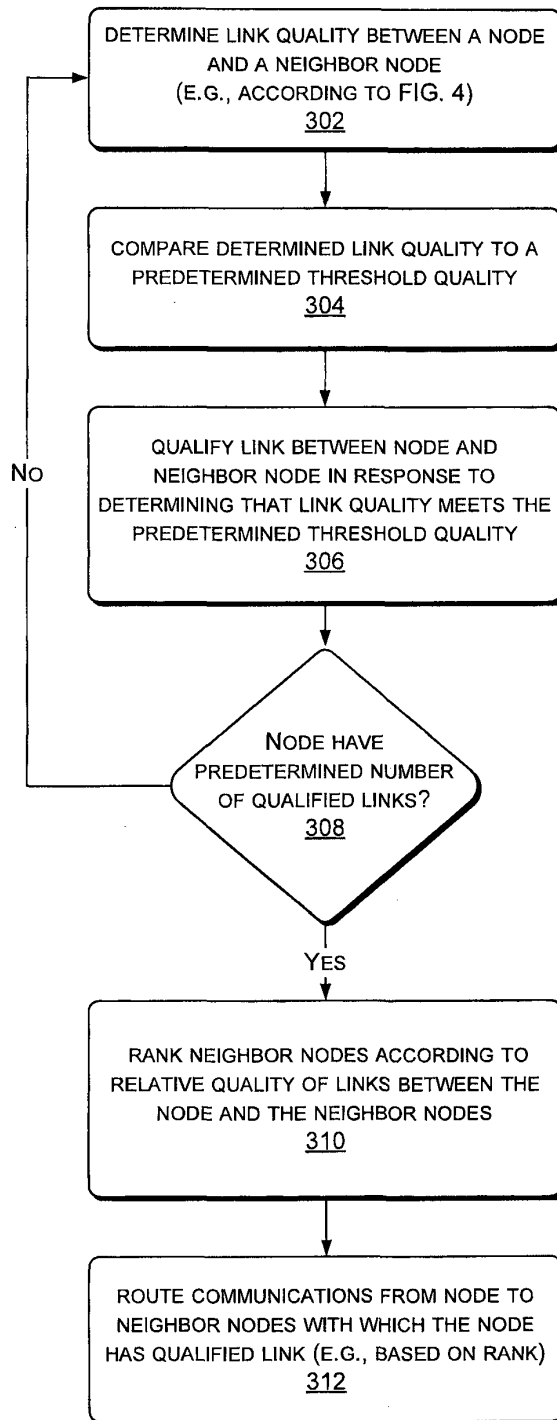 DETERMINE LINK QUALITY BETWEEN A NODE
AND A NEIGHBOR NODE
(E.G., ACCORDING TO FIG. 4)
302
COMPARE DETERMINED LINK QUALITY TO A
PREDETERMINED THRESHOLD QUALITY
304
QUALIFY LINK BETWEEN NODE AND
NEIGHBOR NODE IN RESPONSE TO
DETERMINING THAT LINK QUALITY MEETS THE
PREDETERMINED THRESHOLD QUALITY
306
NO
NODE HAVE
PREDETERMINED NUMBER
OF QUALIFIED LINKS?
308
YES
RANK NEIGHBOR NODES ACCORDING TO
RELATIVE QUALITY OF LINKS BETWEEN THE
NODE AND THE NEIGHBOR NODES
310
ROUTE COMMUNICATIONS FROM NODE TO
NEIGHBOR NODES WITH WHICH THE NODE
HAS QUALIFIED LINK (E.G., BASED ON RANK)
312